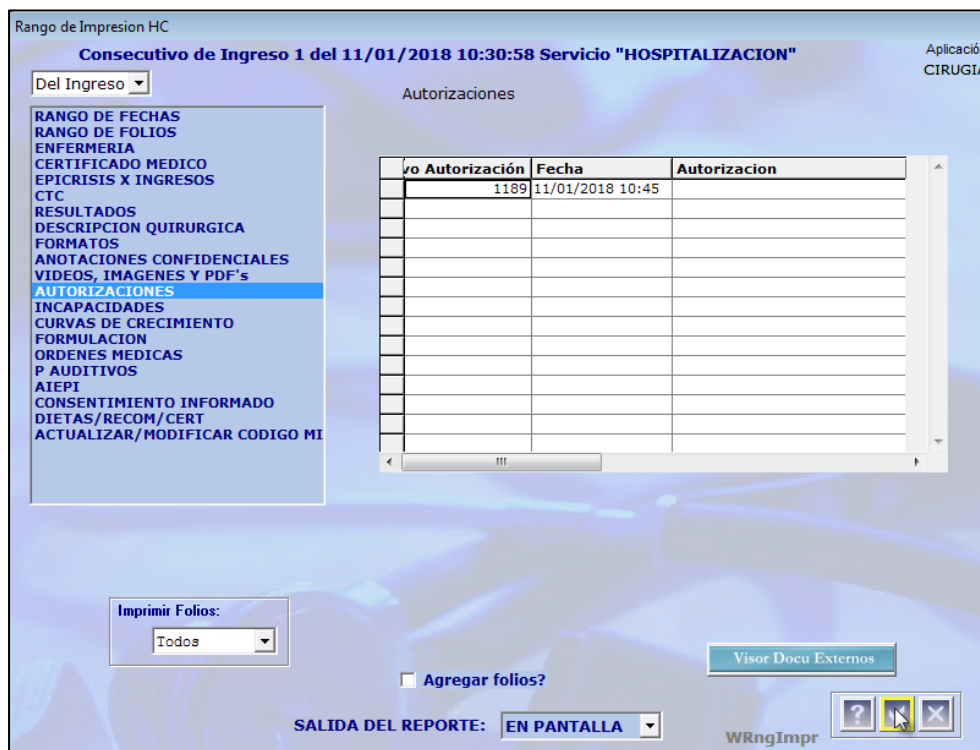 Rango de Impresion HC
Consecutivo de Ingreso 1 del 11/01/2018 10:30:58 Servicio "HOSPITALIZACION"
Aplicació
CIRUGIA
Del Ingreso
Autorizaciones
RANGO DE FECHAS
RANGO DE FOLIOS
ENFERMERIA
CERTIFICADO MEDICO
EPICRISIS X INGRESOS
CTC
RESULTADOS
DESCRIPCION QUIRURGICA
FORMATOS
ANOTACIONES CONFIDENCIALES
VIDEOS, IMAGENES Y PDF's
AUTORIZACIONES
INCAPACIDADES
CURVAS DE CRECIMIENTO
FORMULACION
ORDENES MEDICAS
P AUDITIVOS
AIEPI
CONSENTIMIENTO INFORMADO
DIETAS/RECOM/CERT
ACTUALIZAR/MODIFICAR CODIGO MI
vo Autorización Fecha Autorizacion
1189 11/01/2018 10:45
Imprimir Folios:
Todos
Visor Docu Externos
Agregar folios?
SALIDA DEL REPORTE: EN PANTALLA
WRngImpr
?